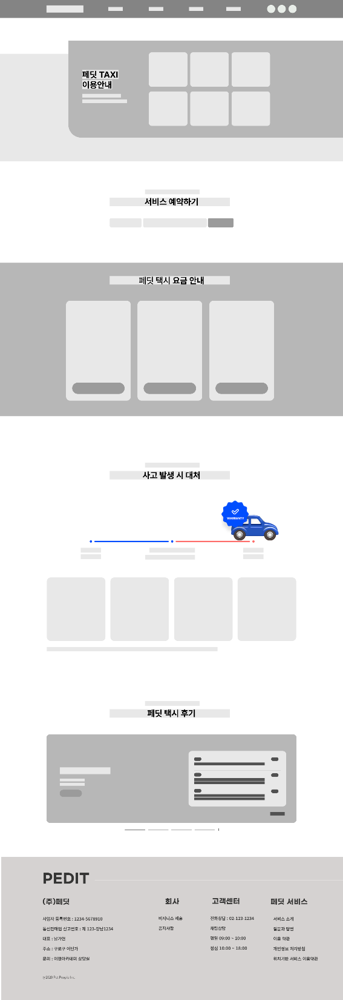 페딧 TAXI
이용안내
서비스 예약하기
페딧 택시 요금 안내
사고 발생 시 대처
WARRANTY
페딧 택시 후기
PEDIT
(주)페딧
사업자 등록번호 : 1234-5678910
통신판매업 신고번호 : 제 123-강남1234
대표 : 남가연
주소 : 구로구 어딘가
문의 : 이젠아카데미 상담실
@2020 Pet People Inc.
회사
비지니스 제휴
공지사항
고객센터
전화상담 : 02-123-1234
채팅상담
평일 09:00 ~ 10:00
점심 10:00 ~ 18:00
페딧 서비스
서비스 소개
질문과 답변
이용 약관
개인정보 처리방침
위치기반 서비스 이용약관